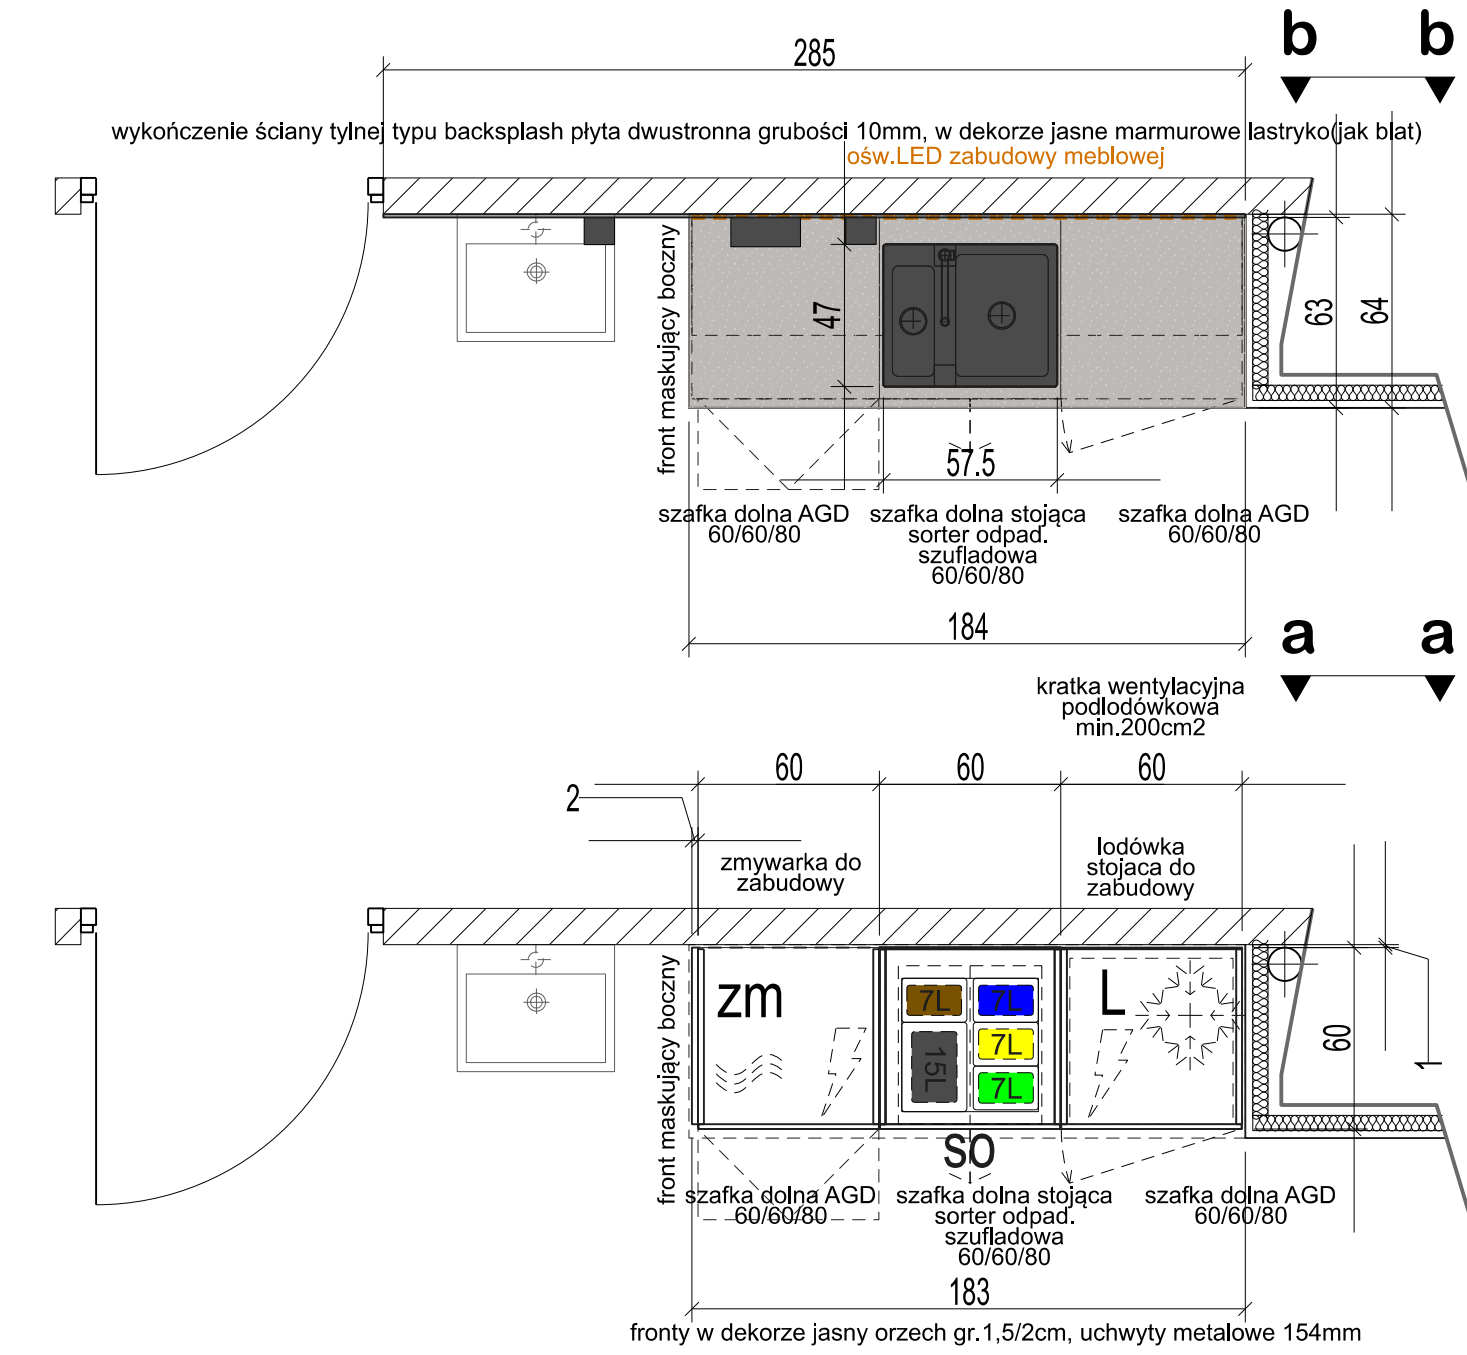 b b
285
wykończenie ściany tylnej typu backsplash płyta dwustronna grubości 10mm, w dekorze jasne marmurowe lastryko(jak blat)
ośw.LED zabudowy meblowej
front maskujący boczny
47
63
64
57.5
szafka dolna AGD
60/60/80
szafka dolna stojąca
sorter odpad.
szufladowa
60/60/80
szafka dolna AGD
60/60/80
184
a a
kratka wentylacyjna
podlodówkowa
min.200cm2
60
60
60
2
zmywarka do
zabudowy
lodówka
stojaca do
zabudowy
front maskujący boczny
zm
7L
7L
7L
15L
7L
L
60
1
so
szafka dolna AGD
60/60/80
szafka dolna stojąca
sorter odpad.
szufladowa
60/60/80
szafka dolna AGD
60/60/80
183
fronty w dekorze jasny orzech gr.1,5/2cm, uchwyty metalowe 154mm